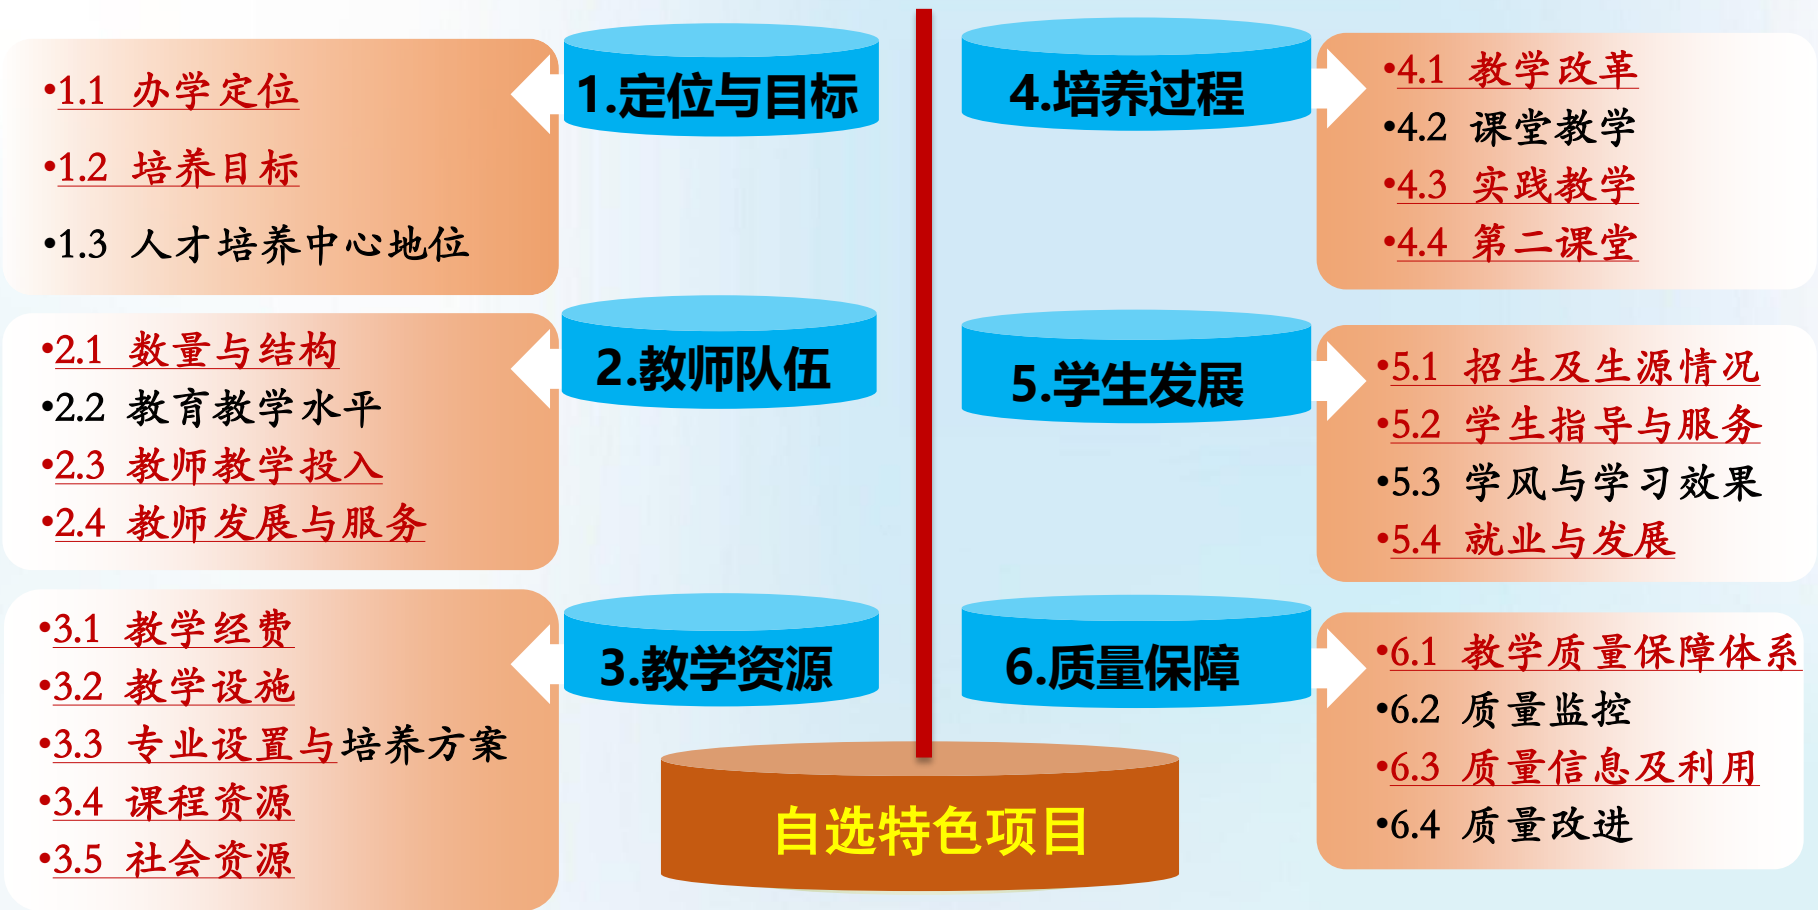 1.定位与目标
•1.1 办学定位
•1.2 培养目标
•1.3 人才培养中心地位
2.教师队伍
•2.1 数量与结构
•2.2 教育教学水平
•2.3 教师教学投入
•2.4 教师发展与服务
3.教学资源
•3.1 教学经费
•3.2 教学设施
•3.3 专业设置与培养方案
•3.4 课程资源
•3.5 社会资源
4.培养过程
•4.1 教学改革
•4.2 课堂教学
•4.3 实践教学
•4.4 第二课堂
5.学生发展
•5.1 招生及生源情况
•5.2 学生指导与服务
•5.3 学风与学习效果
•5.4 就业与发展
6.质量保障
•6.1 教学质量保障体系
•6.2 质量监控
•6.3 质量信息及利用
•6.4 质量改进
自选特色项目